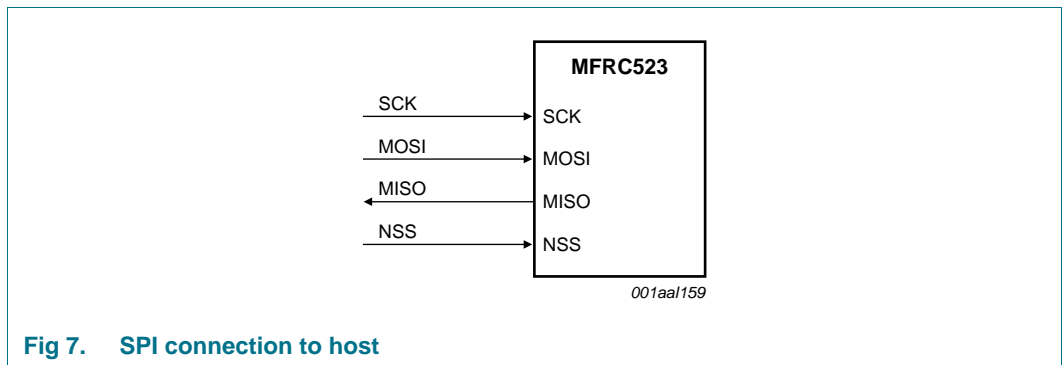 MFRC523
SCK
SCK
MOSI
MOSI
MISO
MISO
NSS
NSS
001aal159
Fig 7. SPI connection to host